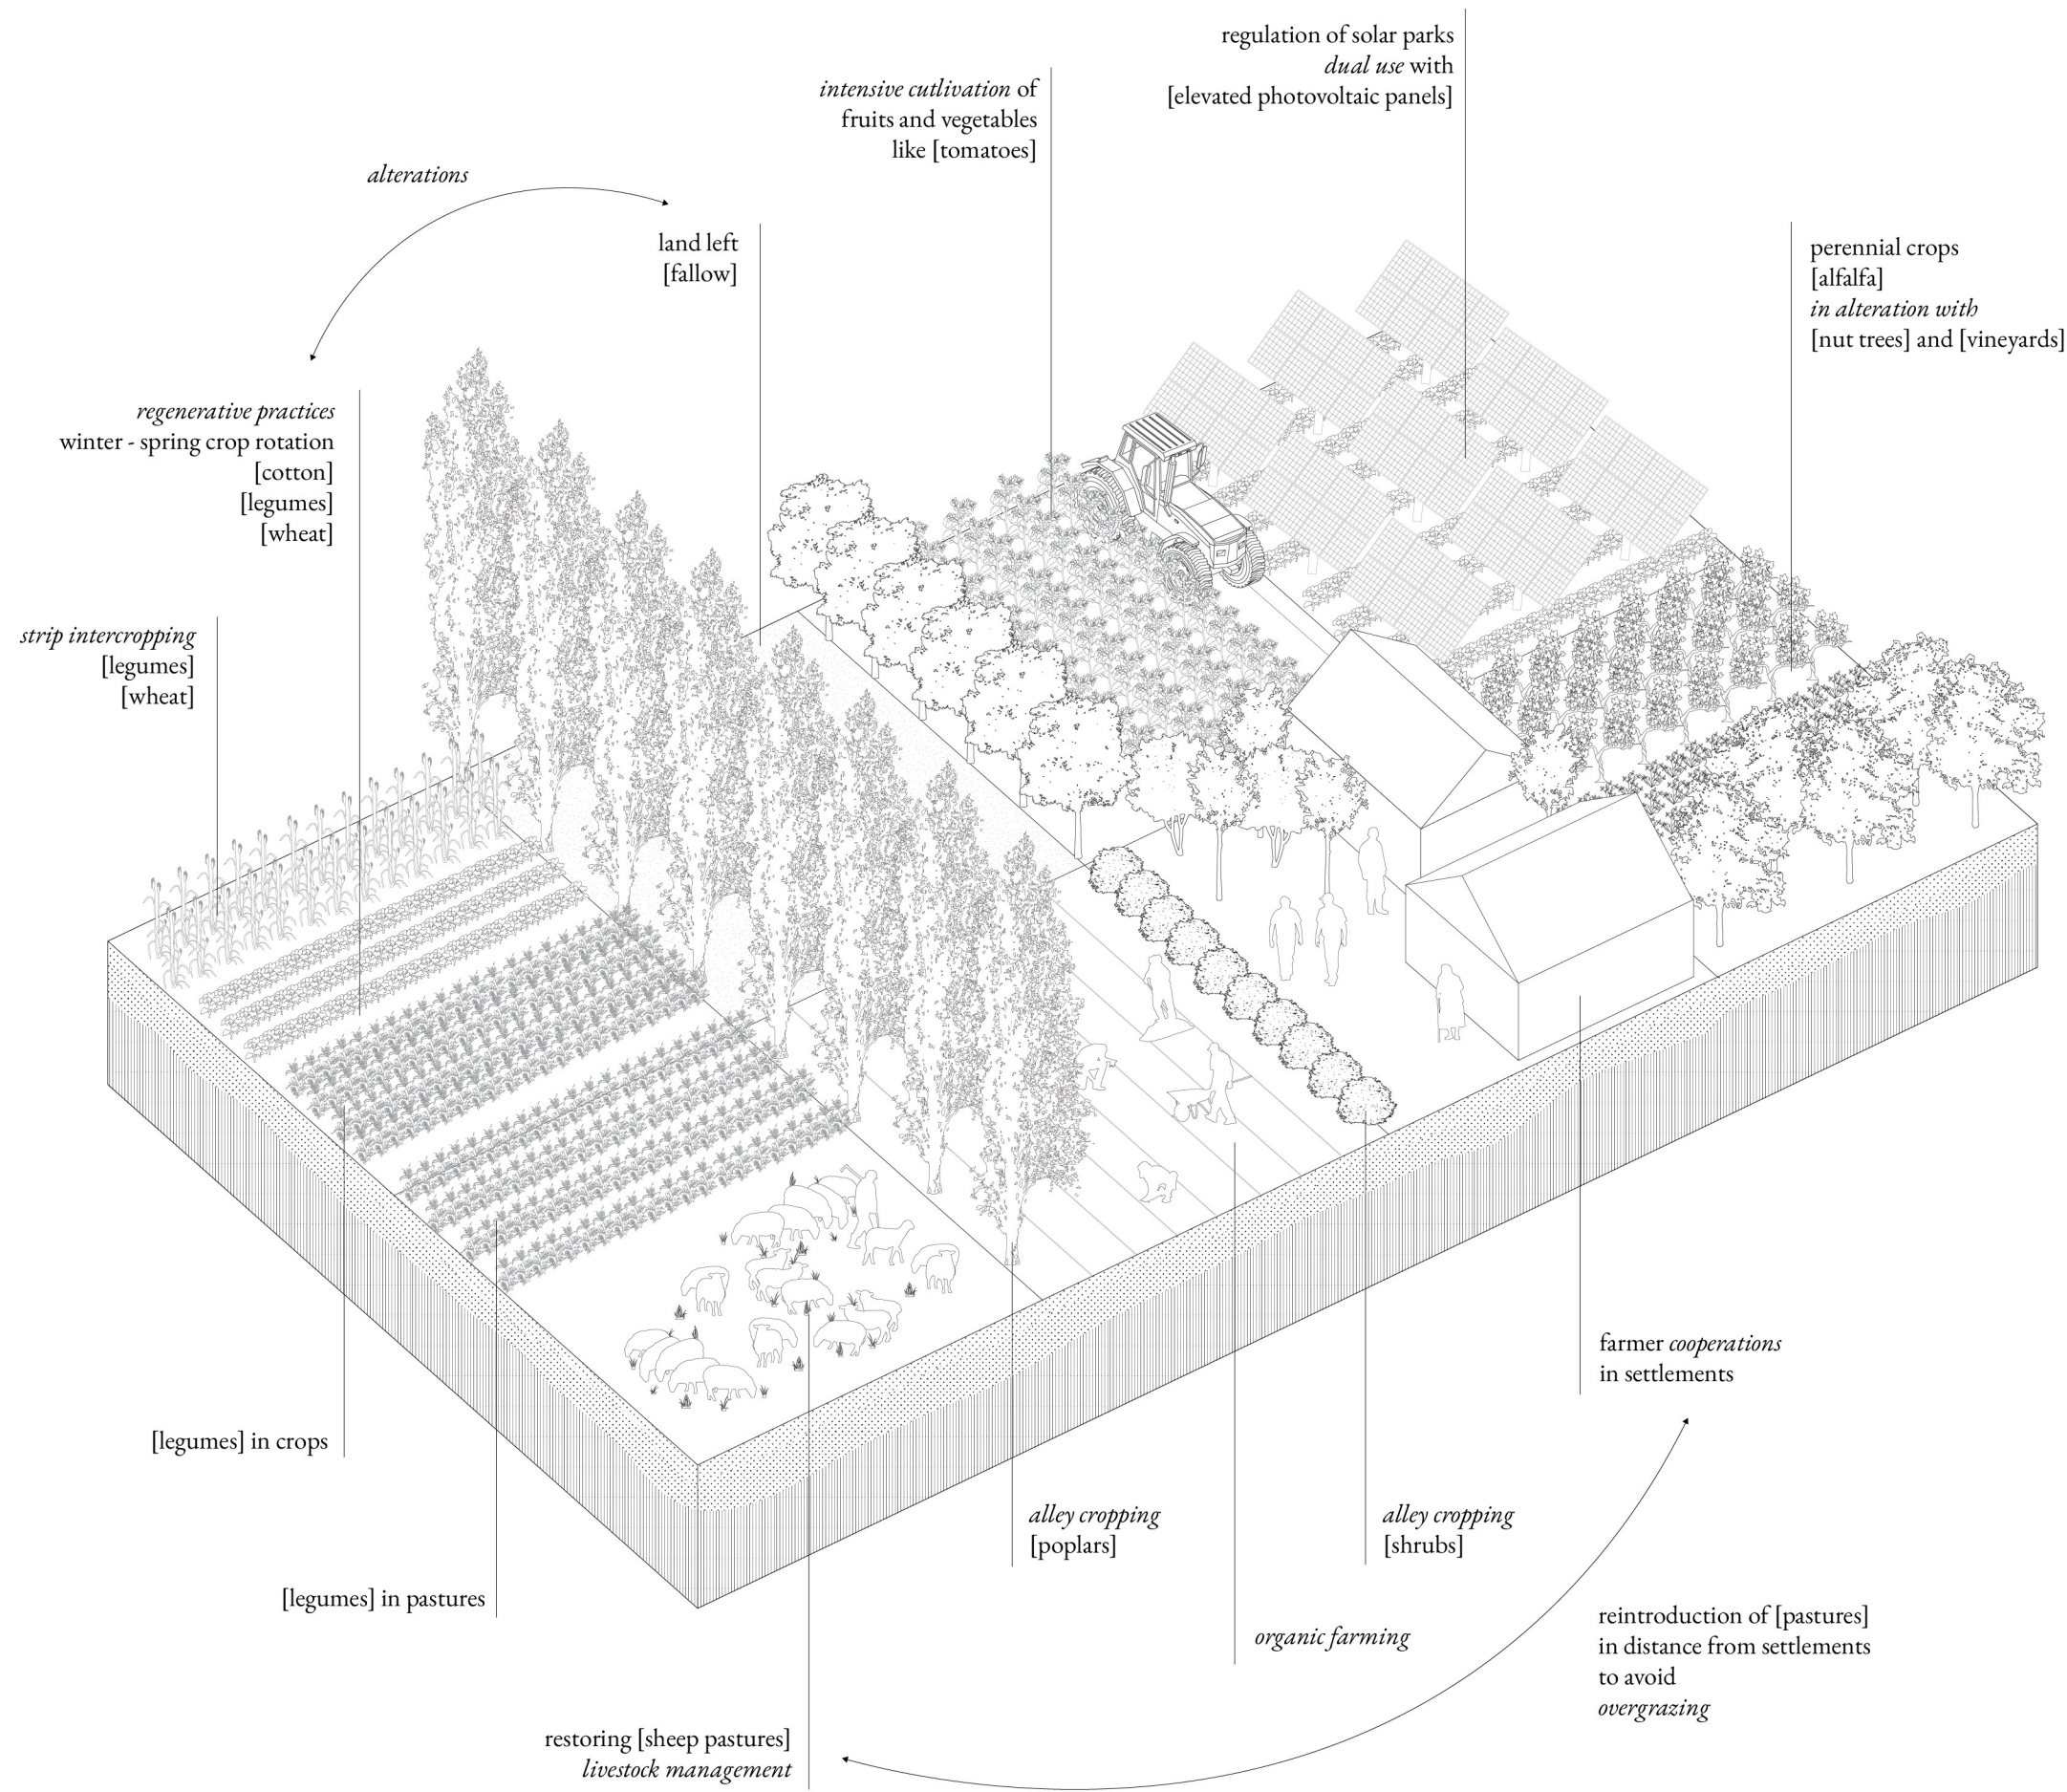 regulation of solar parks
dual use with
[elevated photovoltaic panels]
intensive cutlivation of
fruits and vegetables
like [tomatoes]
alterations
land left
[fallow]
perennial crops
[alfalfa]
in alteration with
[nut trees] and [vineyards]
regenerative practices
winter - spring crop rotation
[cotton]
[legumes]
[wheat]
strip intercropping
[legumes]
[wheat]
farmer cooperations
in settlements
[legumes] in crops
alley cropping
[poplars]
alley cropping
[shrubs]
[legumes] in pastures
organic farming
reintroduction of [pastures]
in distance from settlements
to avoid
overgrazing
restoring [sheep pastures]
livestock management